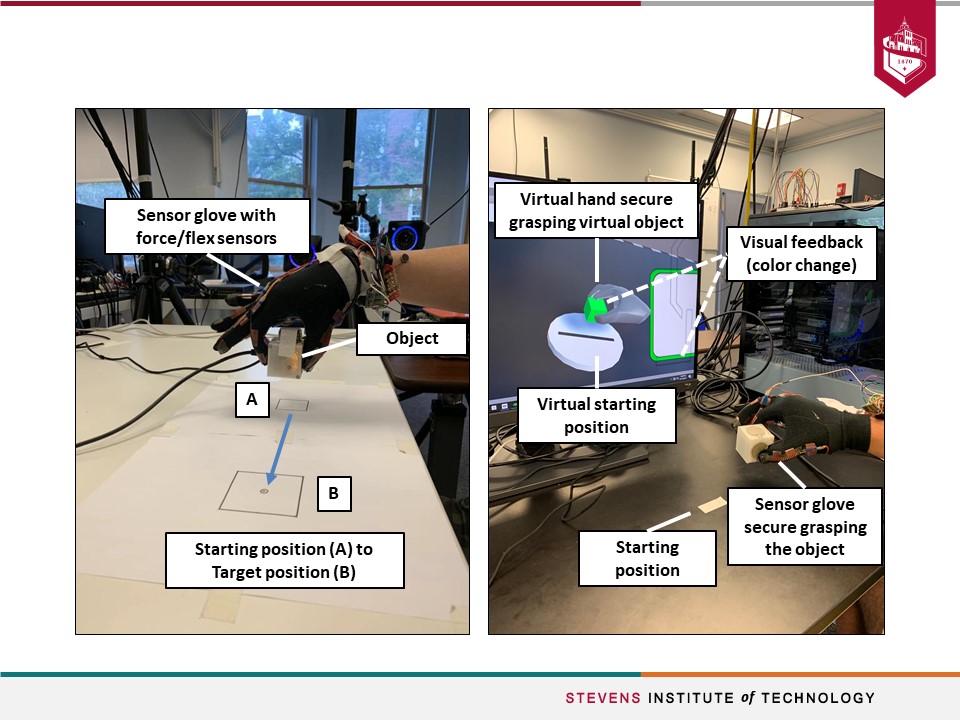 1870
Sensor glove with
force/flex sensors
Object
A
B
Starting position (A) to
Target position (B)
Virtual hand secure
grasping virtual object
Visual feedback
(color change)
Virtual starting
position
Sensor glove
secure grasping
the object
Starting
position
STEVENS INSTITUTE of TECHNOLOGY